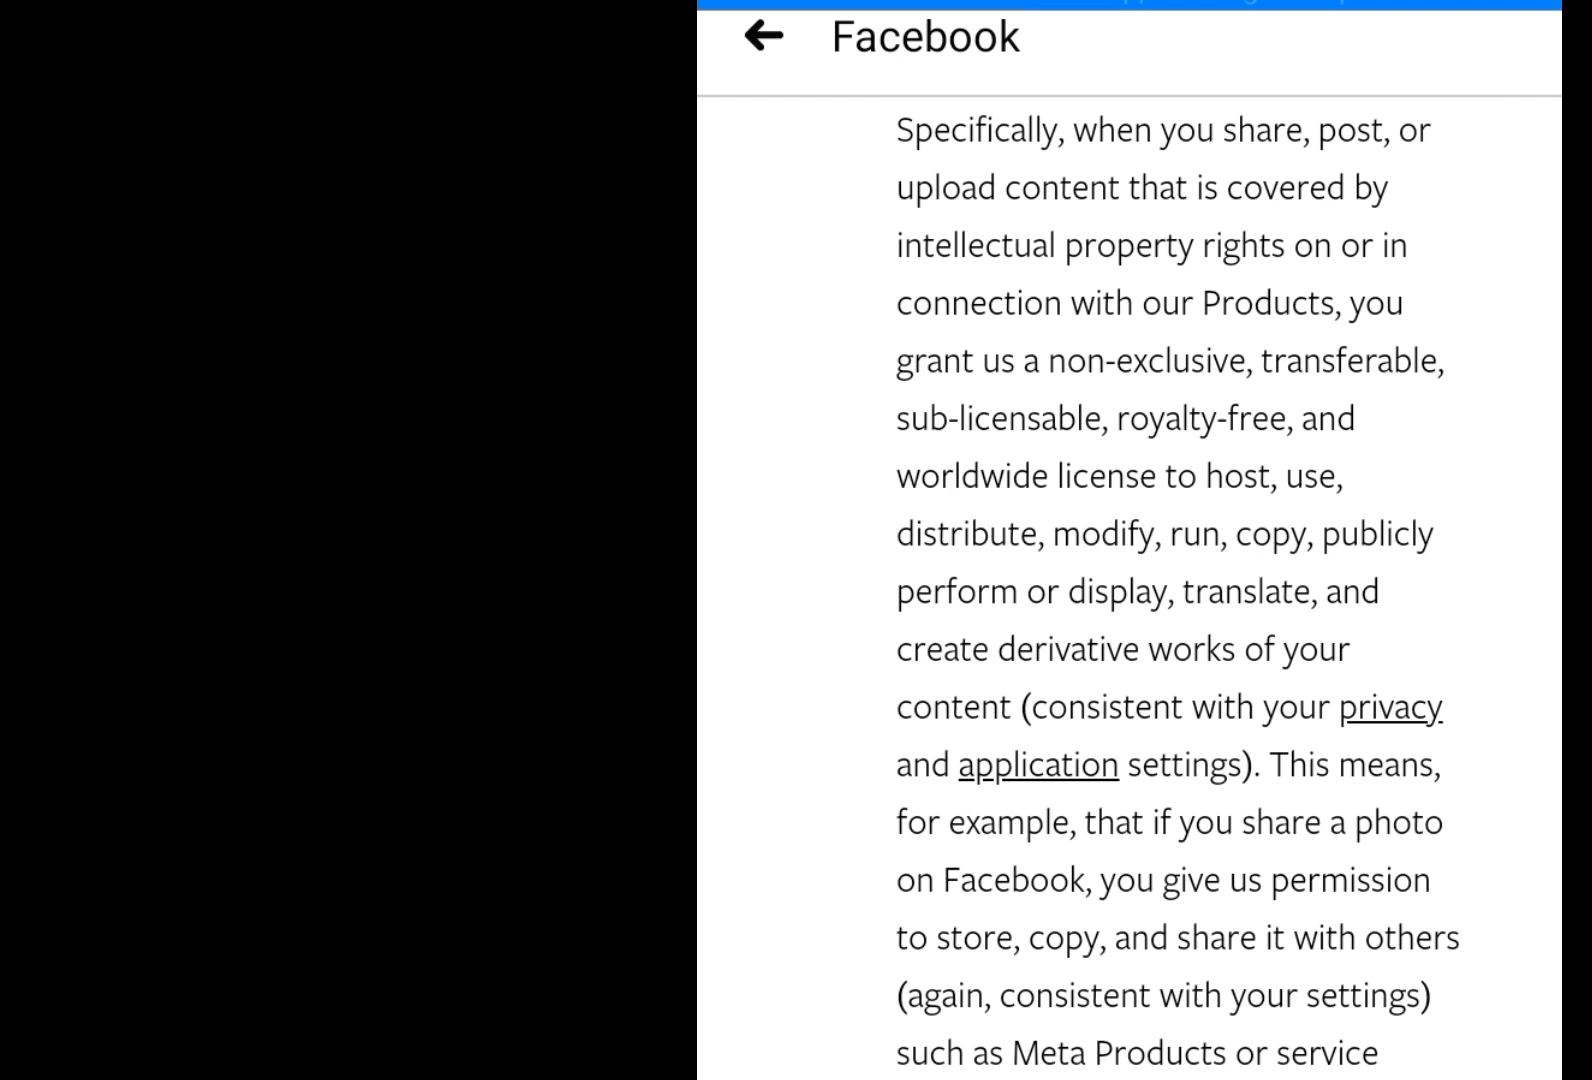 Facebook
Specifically, when you share, post, or
upload content that is covered by
intellectual property rights on or in
connection with our Products, you
grant us a non-exclusive, transferable,
sub-licensable, royalty-free, and
worldwide license to host, use,
distribute, modify, run, copy, publicly
perform or display, translate, and
create derivative works of your
content (consistent with your privacy
and application settings). This means,
for example, that if you share a photo
on Facebook, you give us permission
to store, copy, and share it with others
(again, consistent with your settings)
such as Meta Products or service